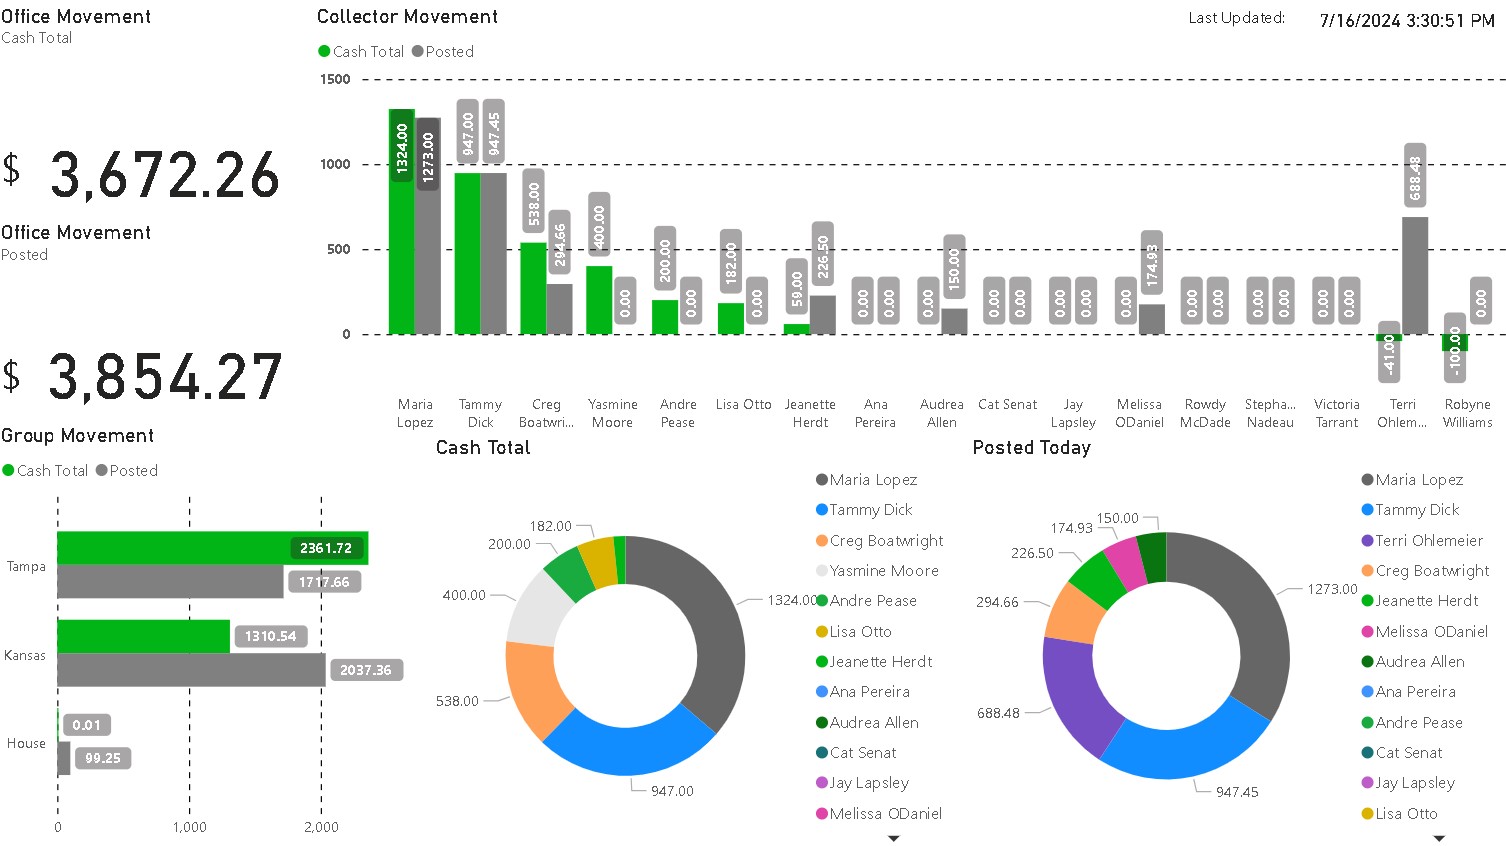 Office Movement
Cash Total
$ 3,672.26
Office Movement
Posted
$ 3,854.27
Collector Movement
Last Updated: 7/16/2024 3:30:51 PM
Cash Total Posted
1500
1000
500
0
1324.00 1273.00
947.00 947.45
538.00 294.66
400.00 0.00
200.00 0.00
182.00 0.00
59.00 226.50
0.00 0.00
0.00 150.00
0.00 0.00
0.00 0.00
0.00 174.93
0.00 0.00
0.00 0.00
0.00 0.00
-41.00 688.48
-100.00 0.00
Maria Lopez
Tammy Dick
Creg Boatwri...
Yasmine Moore
Andre Pease
Lisa Otto
Jeanette Herdt
Ana Pereira
Audrea Allen
Cat Senat
Jay Lapsley
Melissa ODaniel
Rowdy McDade
Stepha... Nadeau
Victoria Tarrant
Terri Ohlem...
Robyne Williams
Group Movement
Cash Total Posted
Tampa
2361.72
1717.66
Kansas
1310.54
2037.36
House
0.01
99.25
0 1,000 2,000
Cash Total
182.00
200.00
400.00
538.00
947.00
1324.00
Maria Lopez
Tammy Dick
Creg Boatwright
Yasmine Moore
Andre Pease
Lisa Otto
Jeanette Herdt
Ana Pereira
Audrea Allen
Cat Senat
Jay Lapsley
Melissa ODaniel
Posted Today
150.00
174.93
226.50
294.66
688.48
947.45
1273.00
Maria Lopez
Tammy Dick
Terri Ohlemeier
Creg Boatwright
Jeanette Herdt
Melissa ODaniel
Audrea Allen
Ana Pereira
Andre Pease
Cat Senat
Jay Lapsley
Lisa Otto